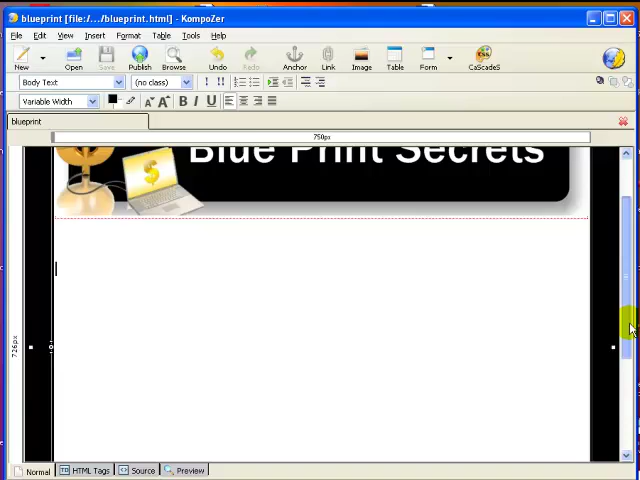 blueprint [file:/.../blueprint.html] - KompoZer
File Edit View Insert Format Table Tools Help
New Open Save Publish Browse Undo Redo Anchor Link Image Table Form CaScadeS
Body Text (no class)
Variable Width A A B I U
blueprint
750px
Blue Print Secrets
$
726px
Normal HTML Tags Source Preview